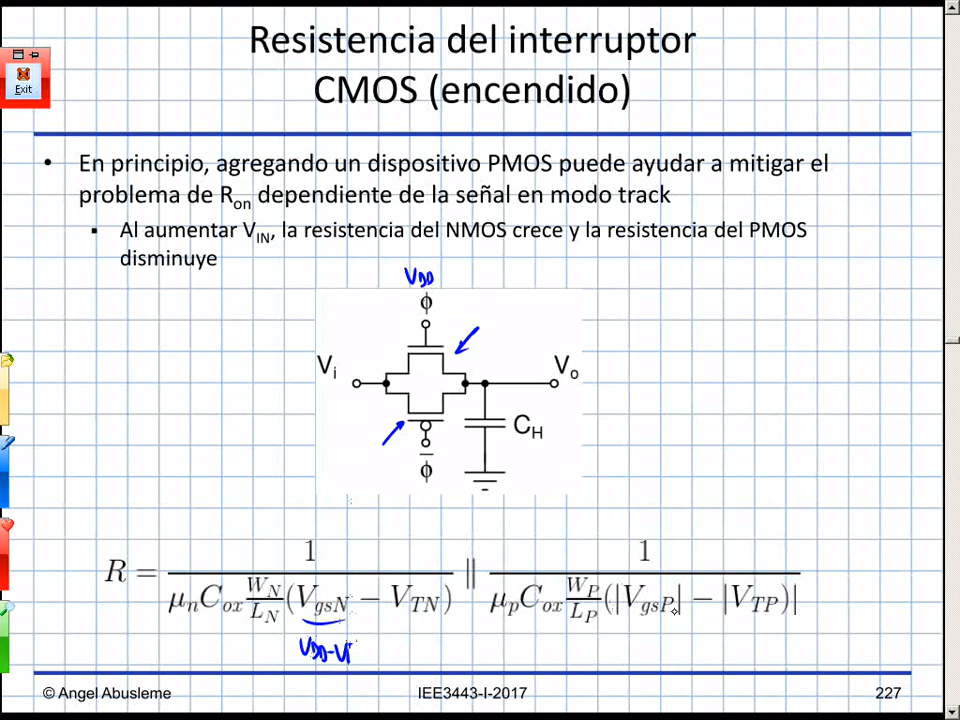 Resistencia del interruptor
CMOS (encendido)
Exit
• En principio, agregando un dispositivo PMOS puede ayudar a mitigar el
problema de Ron dependiente de la señal en modo track
▪ Al aumentar VIN, la resistencia del NMOS crece y la resistencia del PMOS
disminuye
VDD
ϕ
Vi
Vo
CH
ϕ̅
R = 1 / (μnCox WN/LN (VgsN − VTN)) ∥ 1 / (μpCox WP/LP (|VgsP| − |VTP)|
VDD-Vi
© Angel Abusleme
IEE3443-I-2017
227